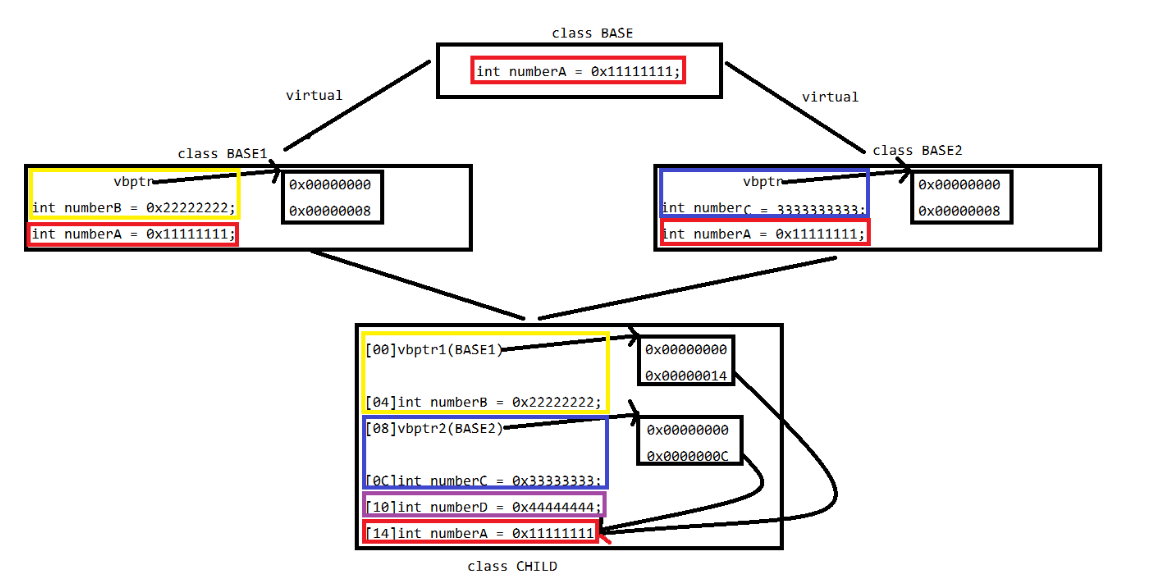 class BASE
int numberA = 0x11111111;
virtual
virtual
class BASE1
vbptr
0x00000000
int numberB = 0x22222222;
0x00000008
int numberA = 0x11111111;
class BASE2
vbptr
0x00000000
int numberC = 3333333333;
0x00000008
int numberA = 0x11111111;
[00]vbptr1(BASE1)
0x00000000
0x00000014
[04]int numberB = 0x22222222;
[08]vbptr2(BASE2)
0x00000000
0x0000000C
[0C]int numberC = 0x33333333;
[10]int numberD = 0x44444444;
[14]int numberA = 0x11111111
class CHILD